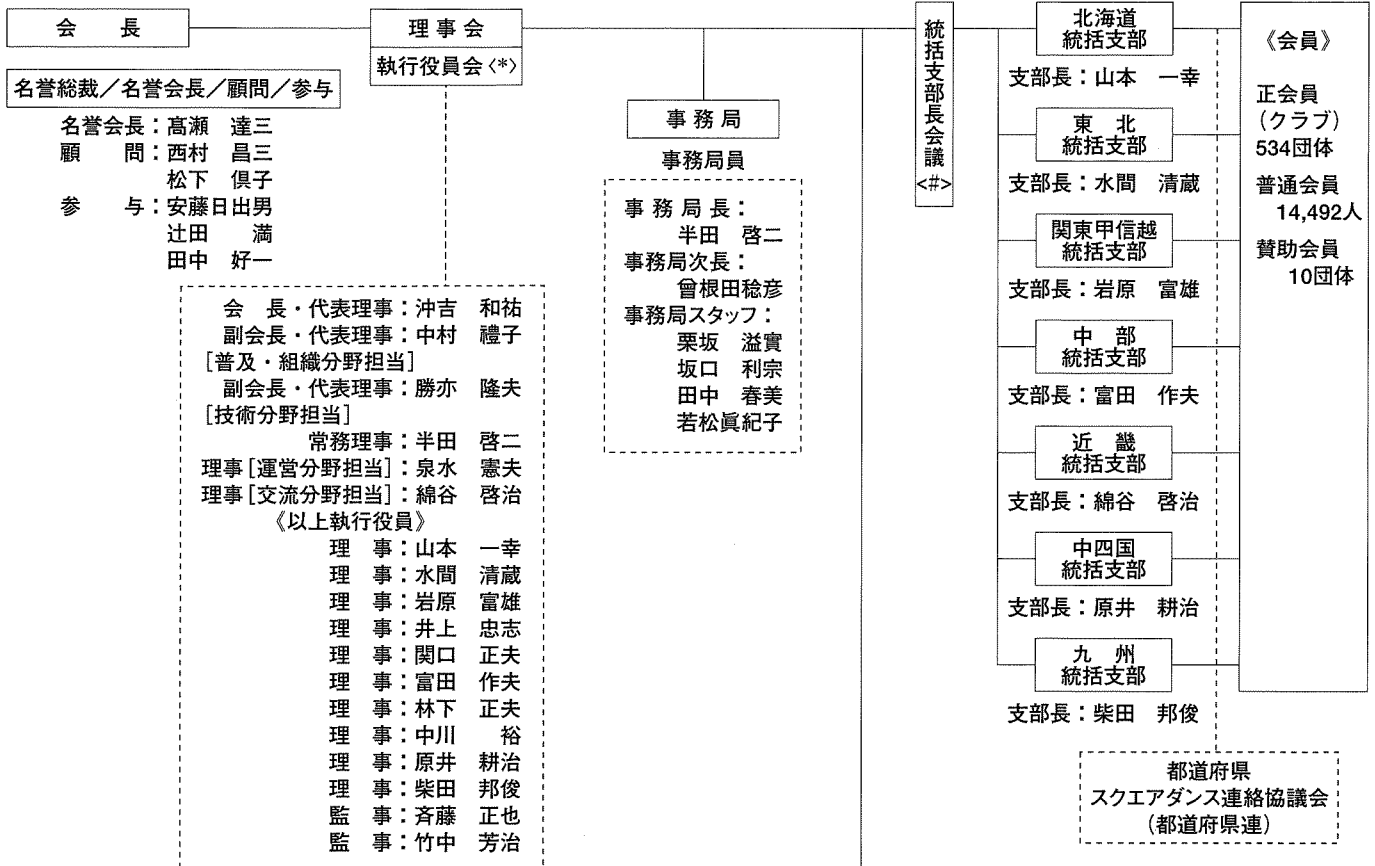 会　長
名誉総裁／名誉会長／顧問／参与
名誉会長：髙瀬　達三
顧　　問：西村　昌三
松下　倶子
参　　与：安藤日出男
辻田　　満
田中　好一
理 事 会
執行役員会〈*〉
会　長・代表理事：沖吉　和祐
副会長・代表理事：中村　禮子
［普及・組織分野担当］
副会長・代表理事：勝亦　隆夫
［技術分野担当］
常務理事：半田　啓二
理事［運営分野担当］：泉水　憲夫
理事［交流分野担当］：綿谷　啓治
《以上執行役員》
理　事：山本　一幸
理　事：水間　清蔵
理　事：岩原　富雄
理　事：井上　忠志
理　事：関口　正夫
理　事：富田　作夫
理　事：林下　正夫
理　事：中川　　裕
理　事：原井　耕治
理　事：柴田　邦俊
監　事：斉藤　正也
監　事：竹中　芳治
事 務 局
事務局員
事 務 局 長：
半田　啓二
事務局次長：
曾根田稔彦
事務局スタッフ：
栗坂　溢實
坂口　利宗
田中　春美
若松眞紀子
統括支部長会議
<#>
北海道
統括支部
支部長：山本　一幸
東　北
統括支部
支部長：水間　清蔵
関東甲信越
統括支部
支部長：岩原　富雄
中　部
統括支部
支部長：富田　作夫
近　畿
統括支部
支部長：綿谷　啓治
中四国
統括支部
支部長：原井　耕治
九　州
統括支部
支部長：柴田　邦俊
《会員》
正会員
（クラブ）
534団体
普通会員
14,492人
賛助会員
10団体
都道府県
スクエアダンス連絡協議会
（都道府県連）